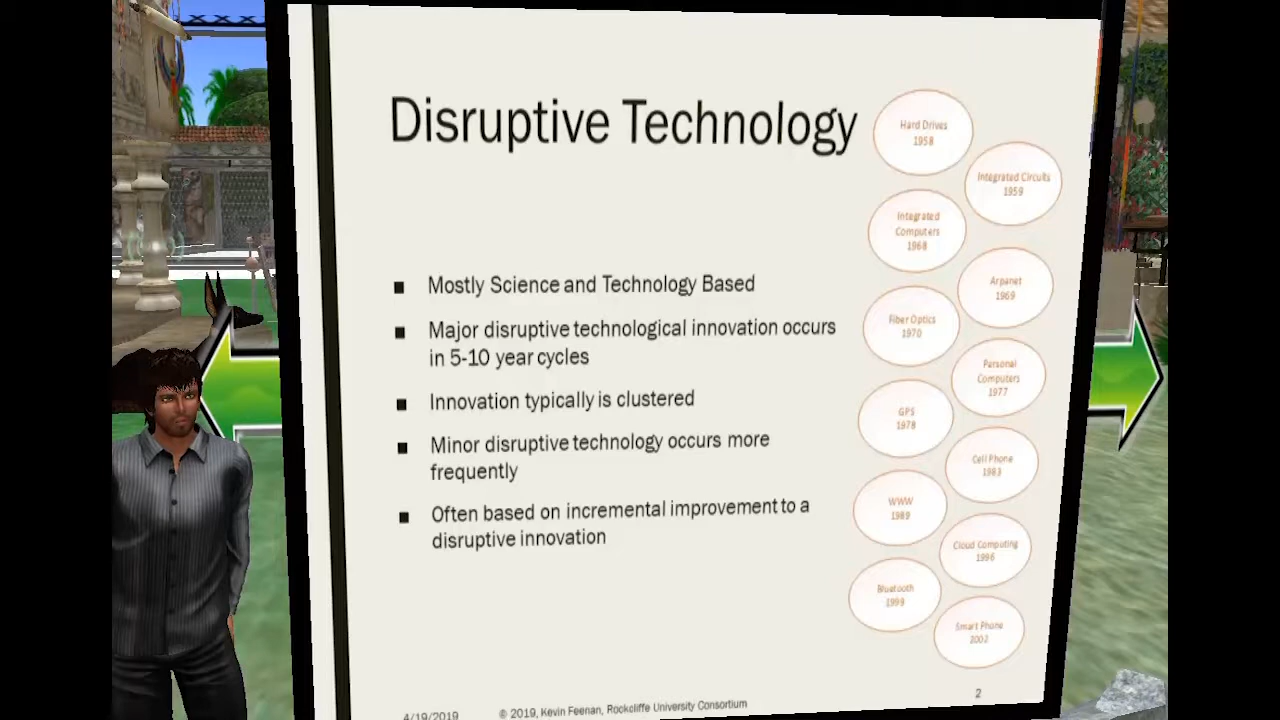 Disruptive Technology
Mostly Science and Technology Based
Major disruptive technological innovation occurs
in 5-10 year cycles
Innovation typically is clustered
Minor disruptive technology occurs more
frequently
Often based on incremental improvement to a
disruptive innovation
Hard Drives
1958
Integrated Circuits
1959
Integrated
Computers
1968
Arpanet
1969
Fiber Optics
1970
Personal
Computers
1977
GPS
1978
Cell Phone
1983
WWW
1989
Cloud Computing
1996
Bluetooth
1999
Smart Phone
2002
4/19/2019
© 2019, Kevin Feenan, Rockcliffe University Consortium
2